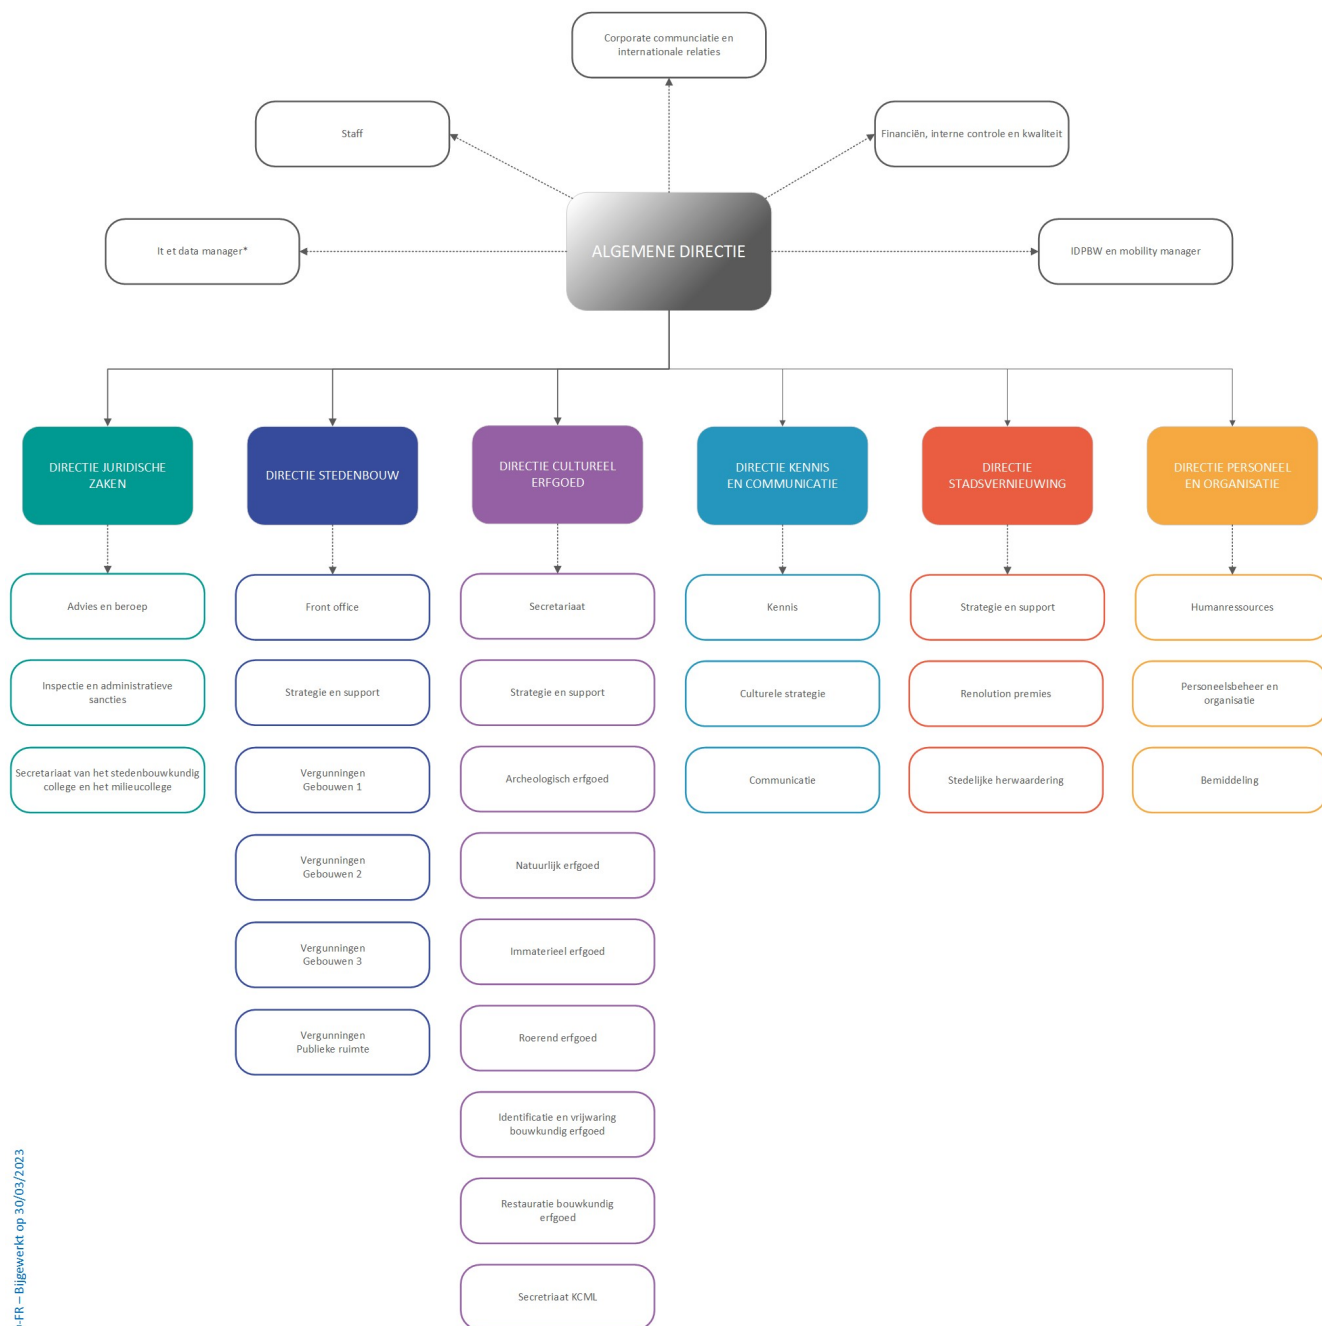 Corporate communciatie en
internationale relaties
Staff
Financiën, interne controle en kwaliteit
It et data manager*
ALGEMENE DIRECTIE
IDPBW en mobility manager
DIRECTIE JURIDISCHE
ZAKEN
DIRECTIE STEDENBOUW
DIRECTIE CULTUREEL
ERFGOED
DIRECTIE KENNIS
EN COMMUNICATIE
DIRECTIE
STADSVERNIEUWING
DIRECTIE PERSONEEL
EN ORGANISATIE
Advies en beroep
Inspectie en administratieve
sancties
Secretariaat van het stedenbouwkundig
college en het milieucollege
Front office
Strategie en support
Vergunningen
Gebouwen 1
Vergunningen
Gebouwen 2
Vergunningen
Gebouwen 3
Vergunningen
Publieke ruimte
Secretariaat
Strategie en support
Archeologisch erfgoed
Natuurlijk erfgoed
Immaterieel erfgoed
Roerend erfgoed
Identificatie en vrijwaring
bouwkundig erfgoed
Restauratie bouwkundig
erfgoed
Secretriaat KCML
Kennis
Culturele strategie
Communicatie
Strategie en support
Renolution premies
Stedelijke herwaardering
Humanressources
Personeelsbeheer en
organisatie
Bemiddeling
-FR – Bijgewerkt op 30/03/2023